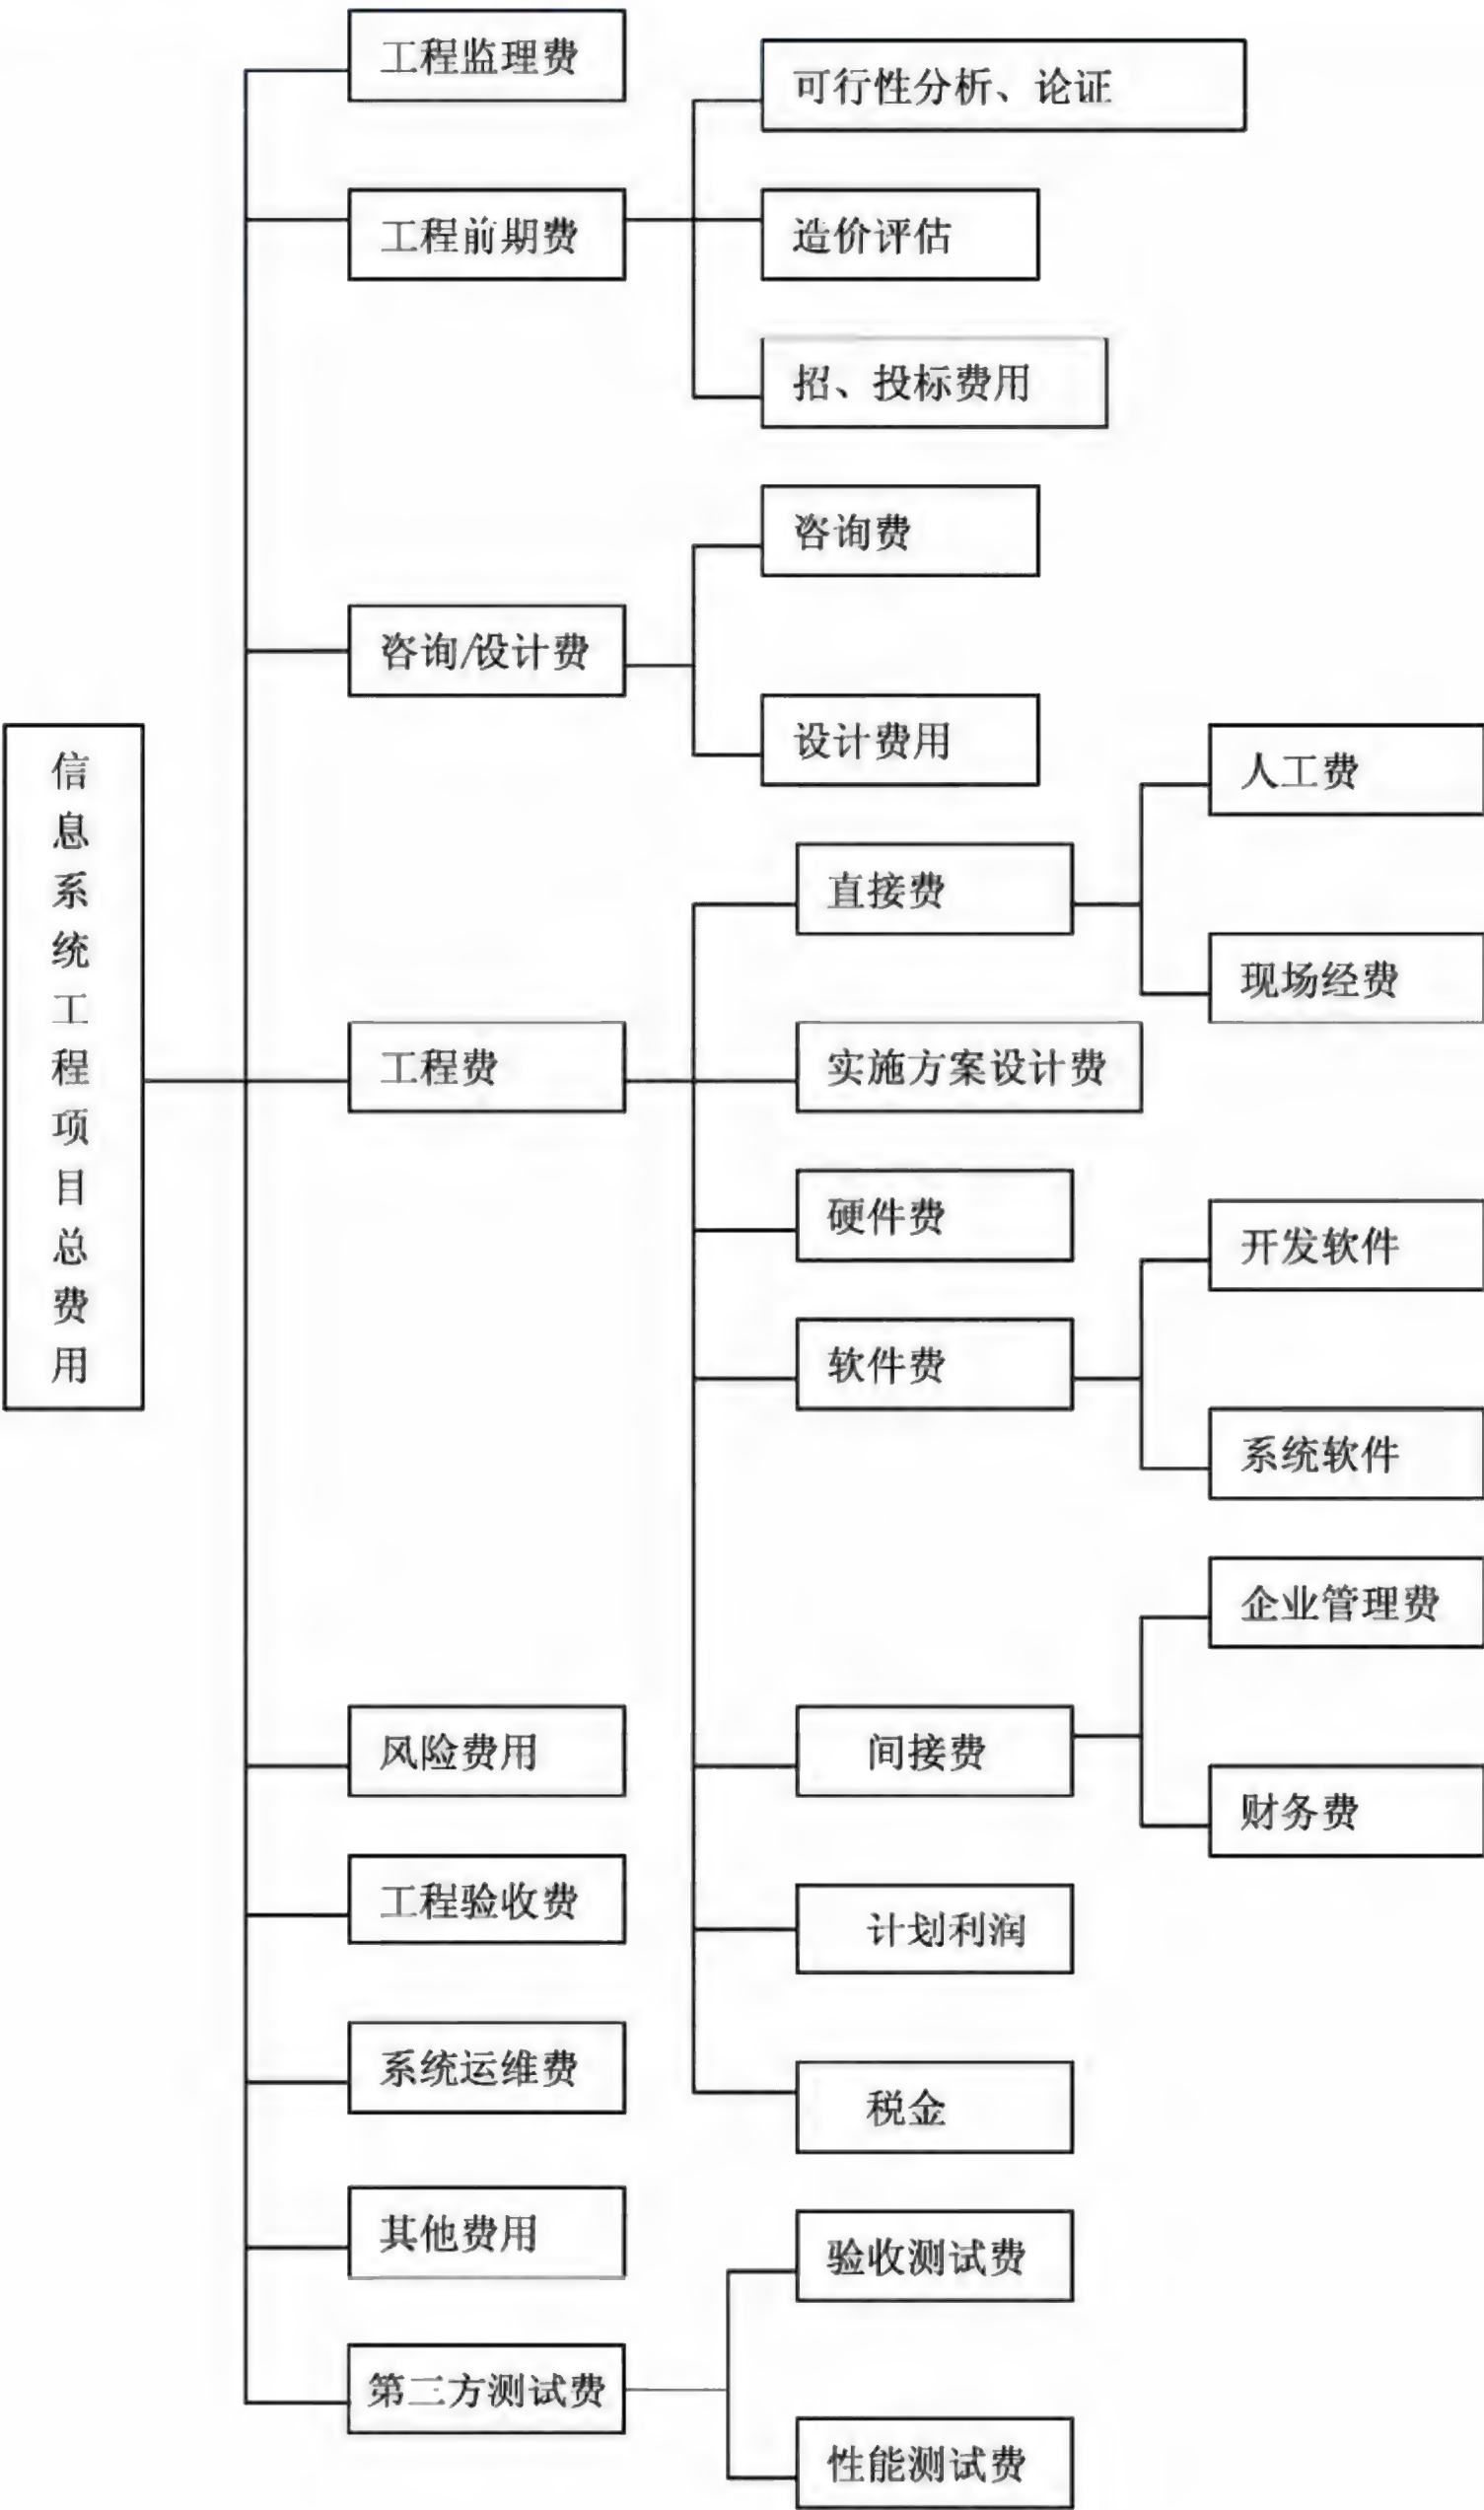 工程监理费
可行性分析、论证
工程前期费
造价评估
招、投标费用
咨询费
咨询/设计费
设计费用
信息系统工程项目总费用
人工费
直接费
现场经费
工程费
实施方案设计费
硬件费
开发软件
软件费
系统软件
企业管理费
风险费用
间接费
财务费
工程验收费
计划利润
系统运维费
税金
其他费用
验收测试费
第三方测试费
性能测试费